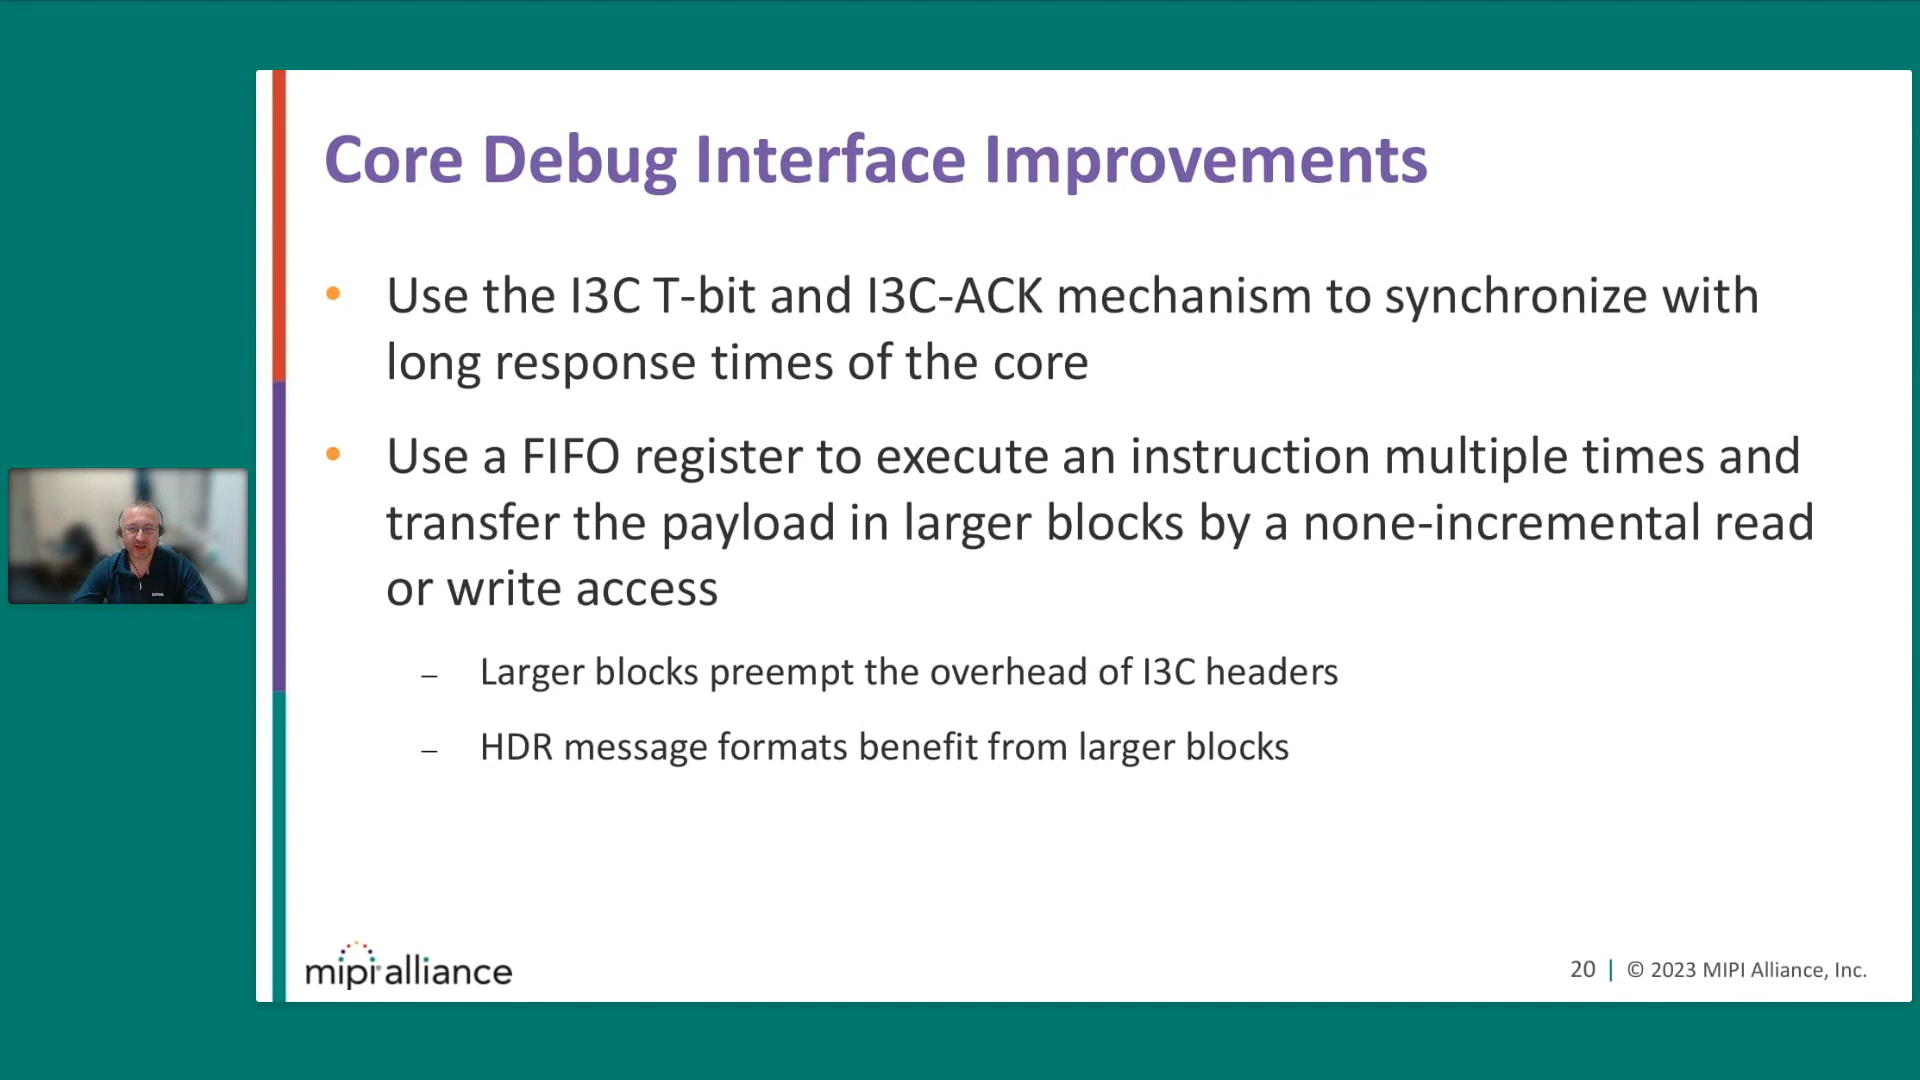 Core Debug Interface Improvements
• Use the I3C T-bit and I3C-ACK mechanism to synchronize with
long response times of the core
• Use a FIFO register to execute an instruction multiple times and
transfer the payload in larger blocks by a none-incremental read
or write access
– Larger blocks preempt the overhead of I3C headers
– HDR message formats benefit from larger blocks
mipi alliance
20 | © 2023 MIPI Alliance, Inc.